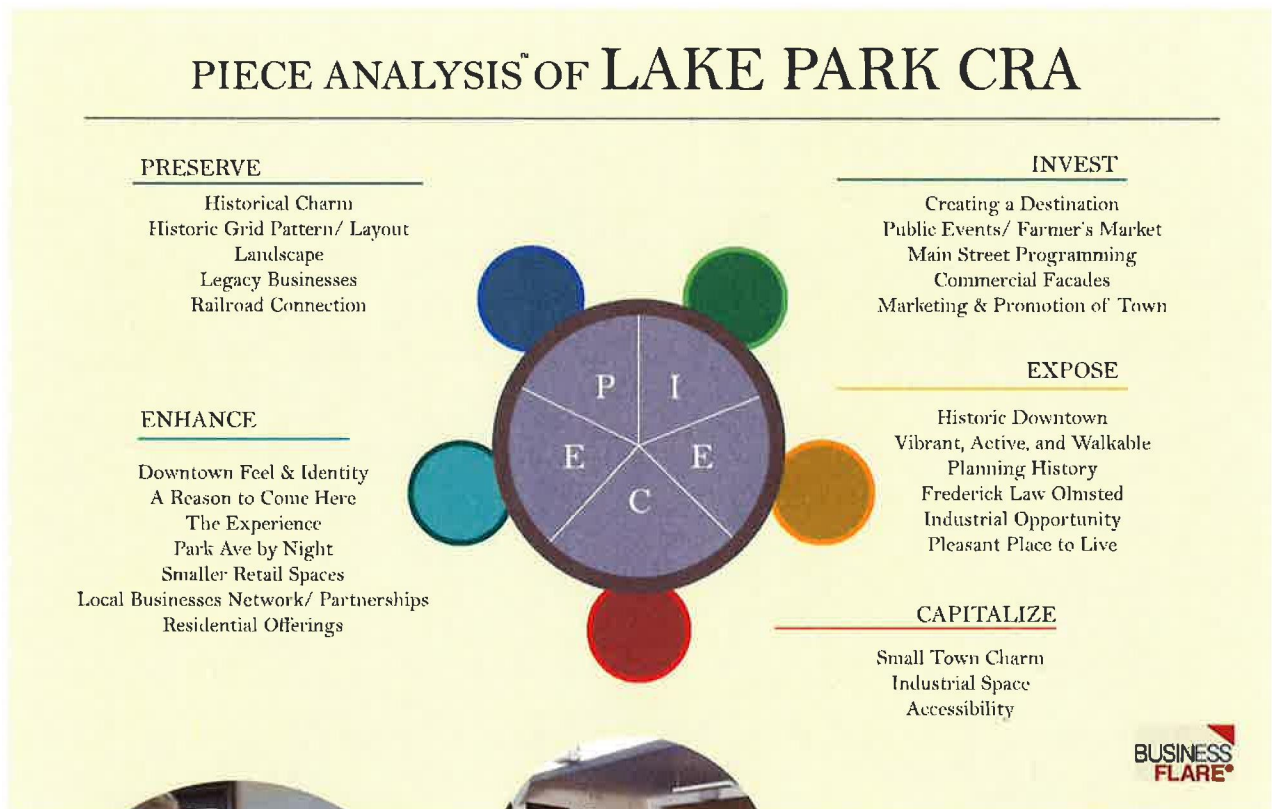 PIECE ANALYSIS™ OF LAKE PARK CRA
PRESERVE
Historical Charm
Historic Grid Pattern/ Layout
Landscape
Legacy Businesses
Railroad Connection
INVEST
Creating a Destination
Public Events/ Farmer's Market
Main Street Programming
Commercial Facades
Marketing & Promotion of Town
EXPOSE
Historic Downtown
Vibrant, Active, and Walkable
Planning History
Frederick Law Olmsted
Industrial Opportunity
Pleasant Place to Live
ENHANCE
Downtown Feel & Identity
A Reason to Come Here
The Experience
Park Ave by Night
Smaller Retail Spaces
Local Businesses Network/ Partnerships
Residential Offerings
P I
E E
C
CAPITALIZE
Small Town Charm
Industrial Space
Accessibility
BUSINESS
FLARE